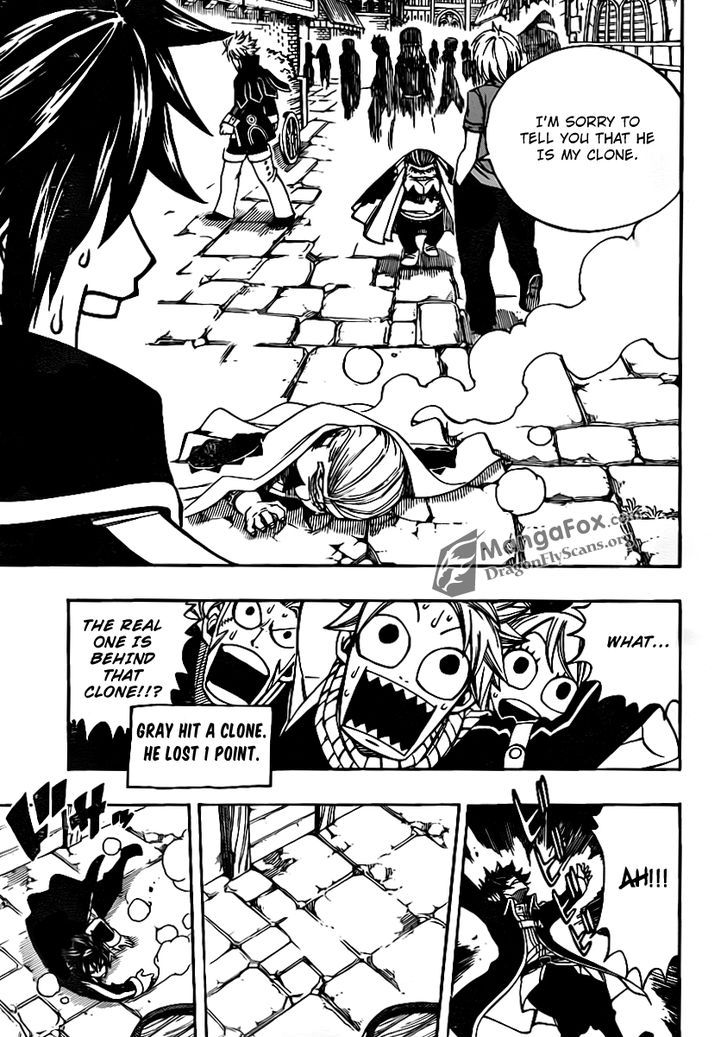 I'M SORRY TO
TELL YOU THAT HE
IS MY CLONE.
MangaFox.com
DragonFlyScans.org
WHAT...
THE REAL
ONE IS
BEHIND
THAT
CLONE!!?
GRAY HIT A CLONE.
HE LOST 1 POINT.
AH!!!